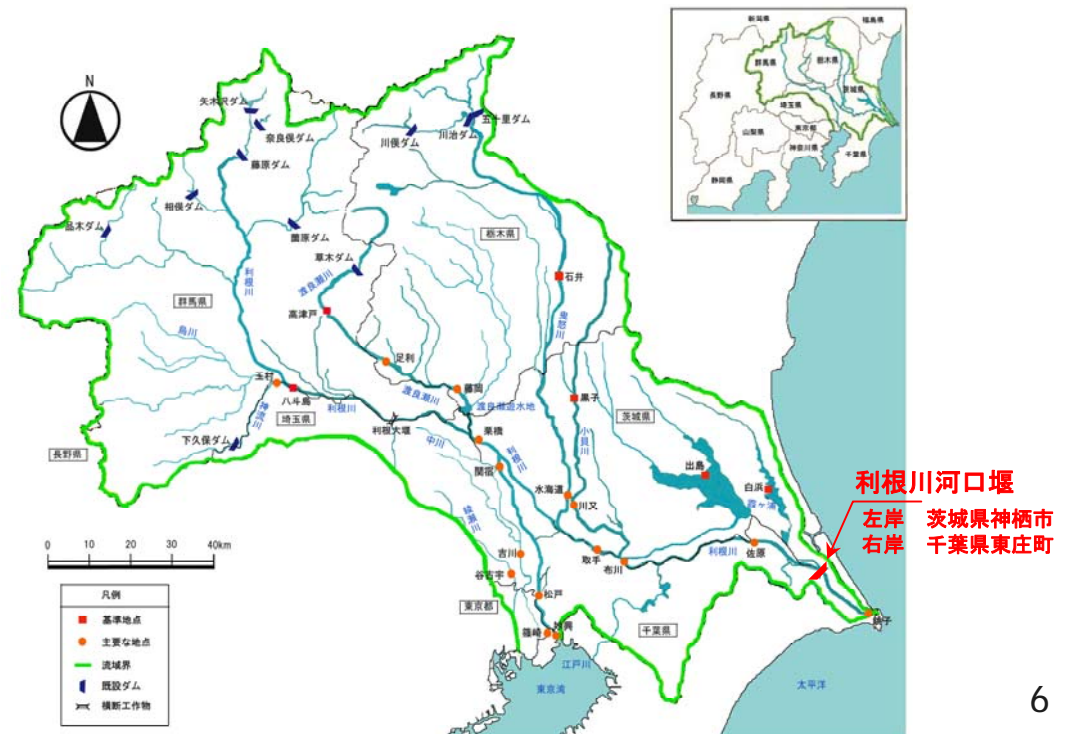 新潟県
福島県
群馬県
栃木県
茨城県
長野県
埼玉県
東京都
山梨県
神奈川県
千葉県
静岡県
N
矢木沢ダム
奈良俣ダム
藤原ダム
相俣ダム
品木ダム
薗原ダム
草木ダム
川俣ダム
川治ダム
五十里ダム
栃木県
石井
鬼怒川
利根川
渡良瀬川
群馬県
高津戸
烏川
足利
玉村
八斗島
神流川
埼玉県
利根川
利根大堰
渡良瀬川
藤岡
渡良瀬遊水地
黒子
茨城県
小貝川
下久保ダム
長野県
中川
栗橋
利根川
関宿
出島
白浜
霞ヶ浦
水海道
川又
利根川河口堰
左岸 茨城県神栖市
右岸 千葉県東庄町
綾瀬川
吉川
谷古宇
取手
布川
利根川
佐原
松戸
東京都
篠崎
千葉県
銚子
江戸川
東京湾
太平洋
0 10 20 30 40km
凡例
基準地点
主要な地点
流域界
既設ダム
横断工作物
6